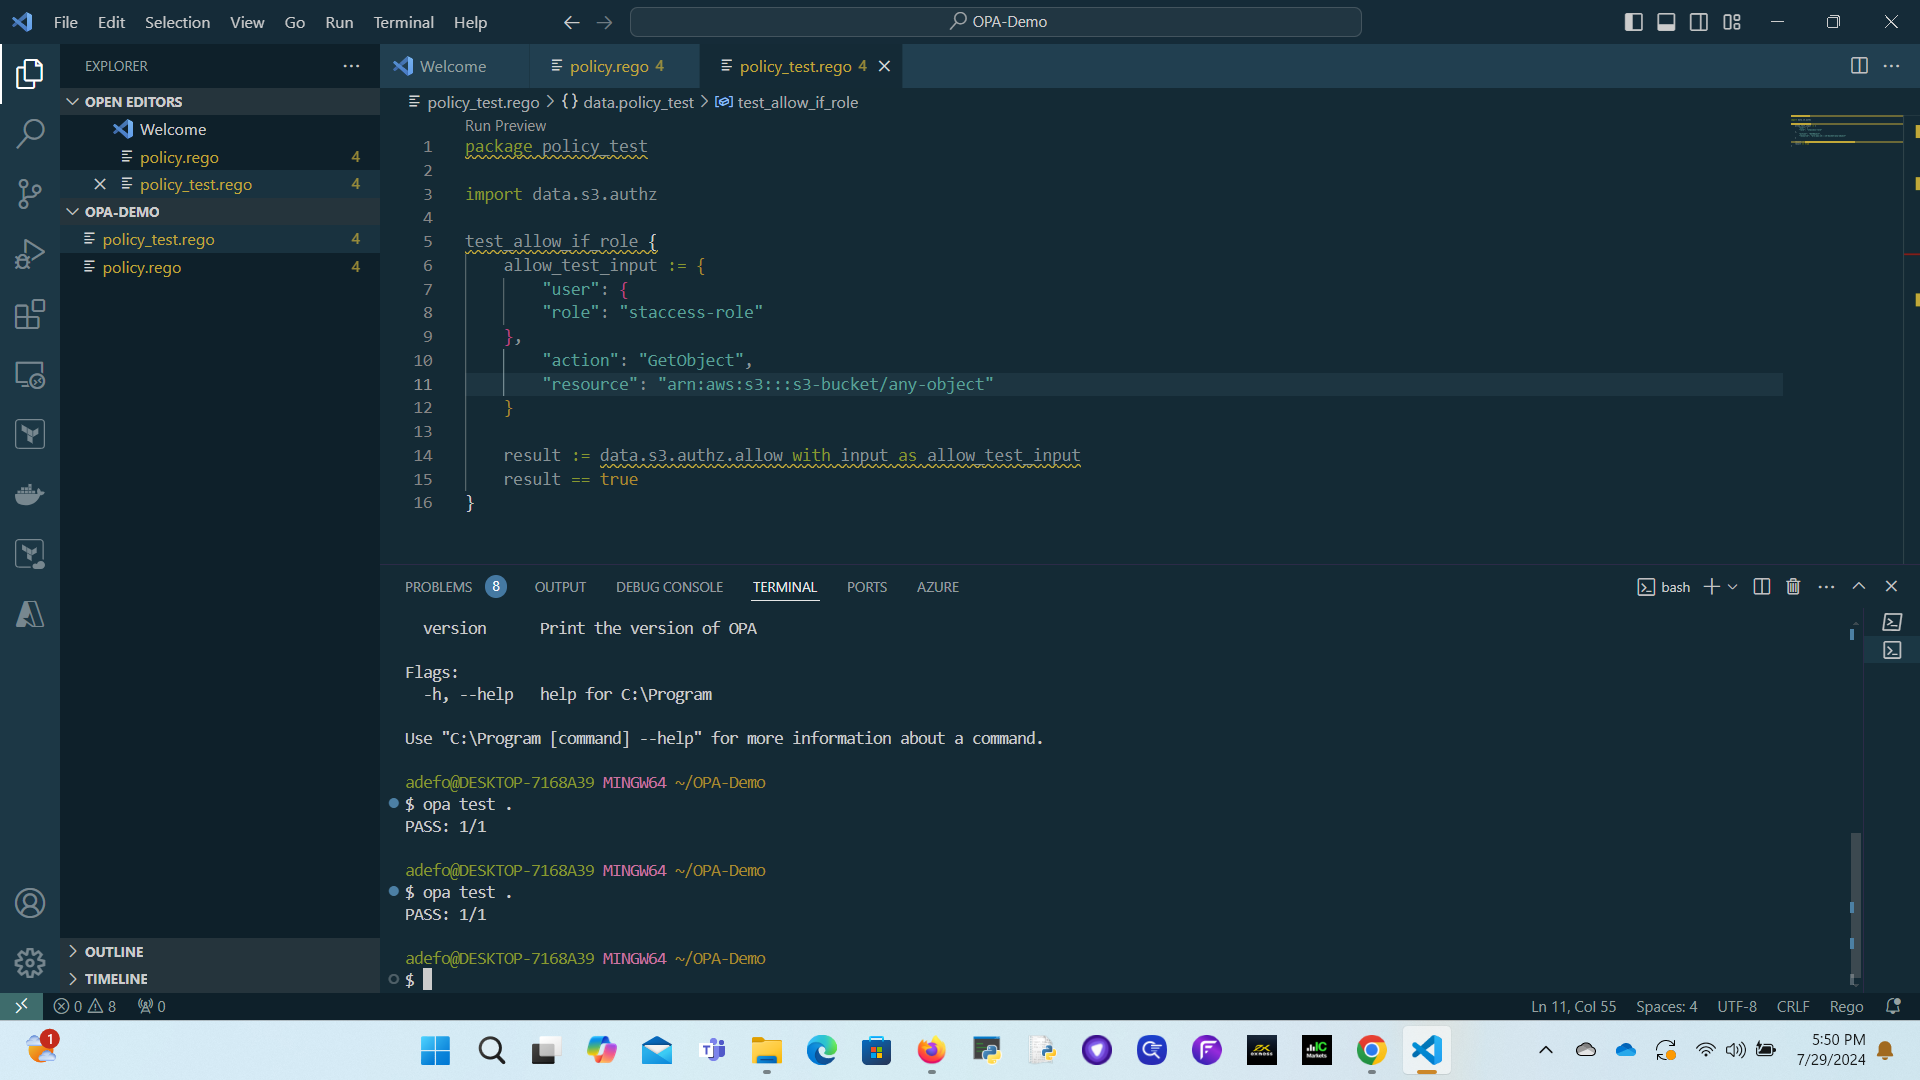 File Edit Selection View Go Run Terminal Help
OPA-Demo
EXPLORER
OPEN EDITORS
Welcome
policy.rego 4
policy_test.rego 4
OPA-DEMO
policy_test.rego 4
policy.rego 4
OUTLINE
TIMELINE
Welcome policy.rego 4 policy_test.rego 4
policy_test.rego > {} data.policy_test > test_allow_if_role
Run Preview
1 package policy_test
2
3 import data.s3.authz
4
5 test_allow_if_role {
6 allow_test_input := {
7 "user": {
8 "role": "staccess-role"
9 },
10 "action": "GetObject",
11 "resource": "arn:aws:s3:::s3-bucket/any-object"
12 }
13
14 result := data.s3.authz.allow with input as allow_test_input
15 result == true
16 }
PROBLEMS 8 OUTPUT DEBUG CONSOLE TERMINAL PORTS AZURE
bash
version Print the version of OPA
Flags:
-h, --help help for C:\Program
Use "C:\Program [command] --help" for more information about a command.
adefo@DESKTOP-7168A39 MINGW64 ~/OPA-Demo
$ opa test .
PASS: 1/1
adefo@DESKTOP-7168A39 MINGW64 ~/OPA-Demo
$ opa test .
PASS: 1/1
adefo@DESKTOP-7168A39 MINGW64 ~/OPA-Demo
$
0 8 0
Ln 11, Col 55 Spaces: 4 UTF-8 CRLF Rego
1
5:50 PM
7/29/2024